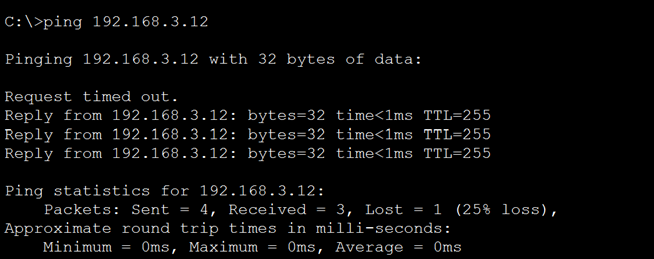 C:\>ping 192.168.3.12
Pinging 192.168.3.12 with 32 bytes of data:
Request timed out.
Reply from 192.168.3.12: bytes=32 time<1ms TTL=255
Reply from 192.168.3.12: bytes=32 time<1ms TTL=255
Reply from 192.168.3.12: bytes=32 time<1ms TTL=255
Ping statistics for 192.168.3.12:
Packets: Sent = 4, Received = 3, Lost = 1 (25% loss),
Approximate round trip times in milli-seconds:
Minimum = 0ms, Maximum = 0ms, Average = 0ms